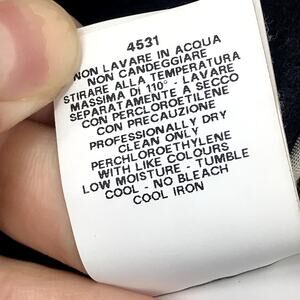 4531
NON LAVARE IN ACQUA
NON CANDEGGIARE
STIRARE ALLA TEMPERATURA
MASSIMA DI 110° - LAVARE
SEPARATAMENTE A SECCO
CON PERCLOROETILENE
CON PRECAUZIONE
PROFESSIONALLY DRY
CLEAN ONLY
PERCHLOROETHYLENE
WITH LIKE COLOURS
LOW MOISTURE - TUMBLE
COOL - NO BLEACH
COOL IRON